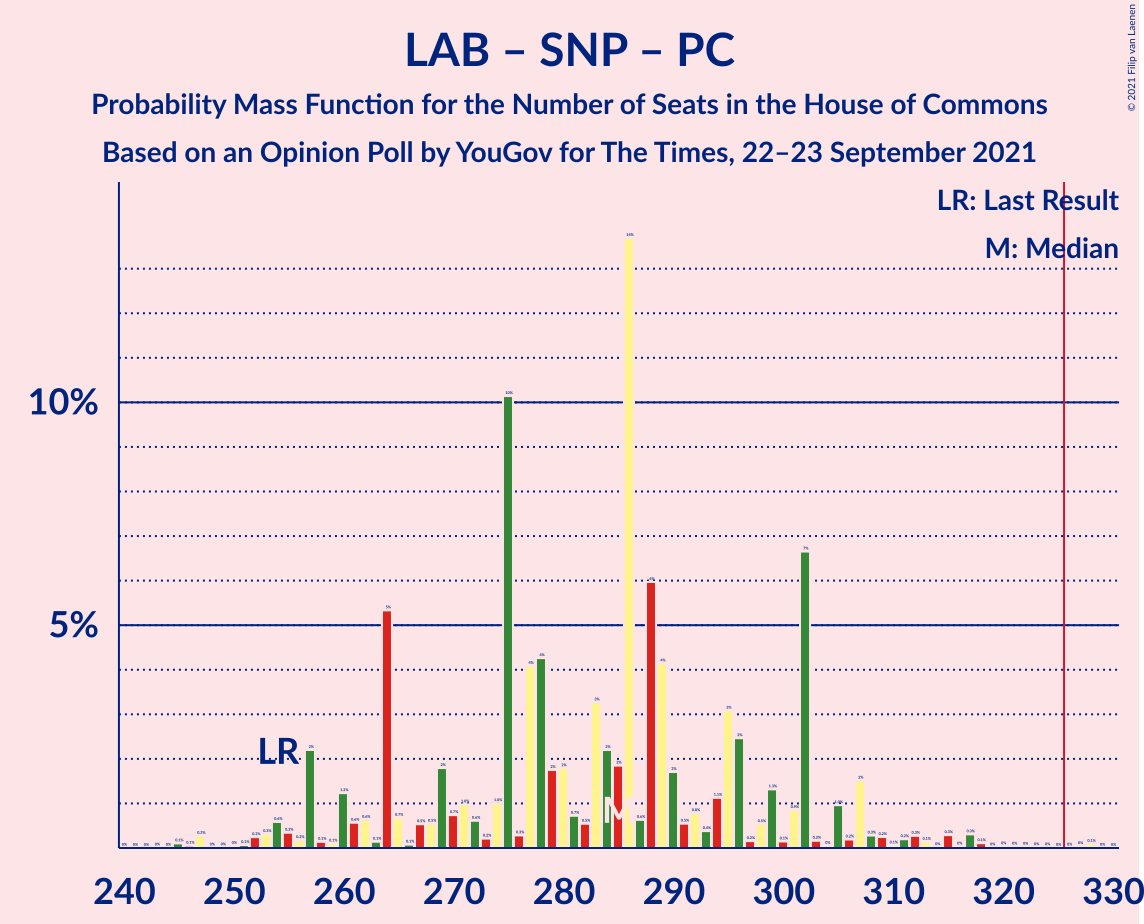 LAB – SNP – PC
Probability Mass Function for the Number of Seats in the House of Commons
Based on an Opinion Poll by YouGov for The Times, 22–23 September 2021
© 2021 Filip van Laenen
LR: Last Result
M: Median
10%
5%
LR
M
240 250 260 270 280 290 300 310 320 330